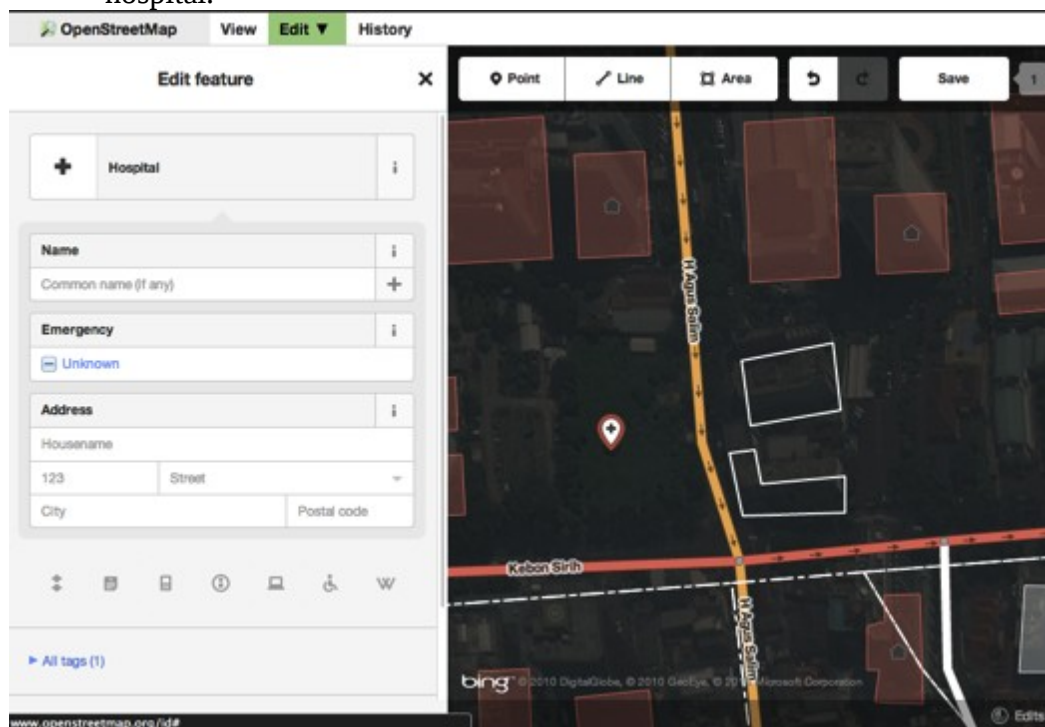 hospital.
OpenStreetMap View Edit ▼ History
Edit feature
Point Line Area Save 1
Hospital
Name
Common name (if any)
Emergency
Unknown
Address
Housename
123 Street
City Postal code
All tags (1)
H Agus Salim
Kebon Sirih
H Agus Salim
bing © 2010 DigitalGlobe, © 2010 GeoEye, © 2010 Microsoft Corporation
Edits
www.openstreetmap.org/id#